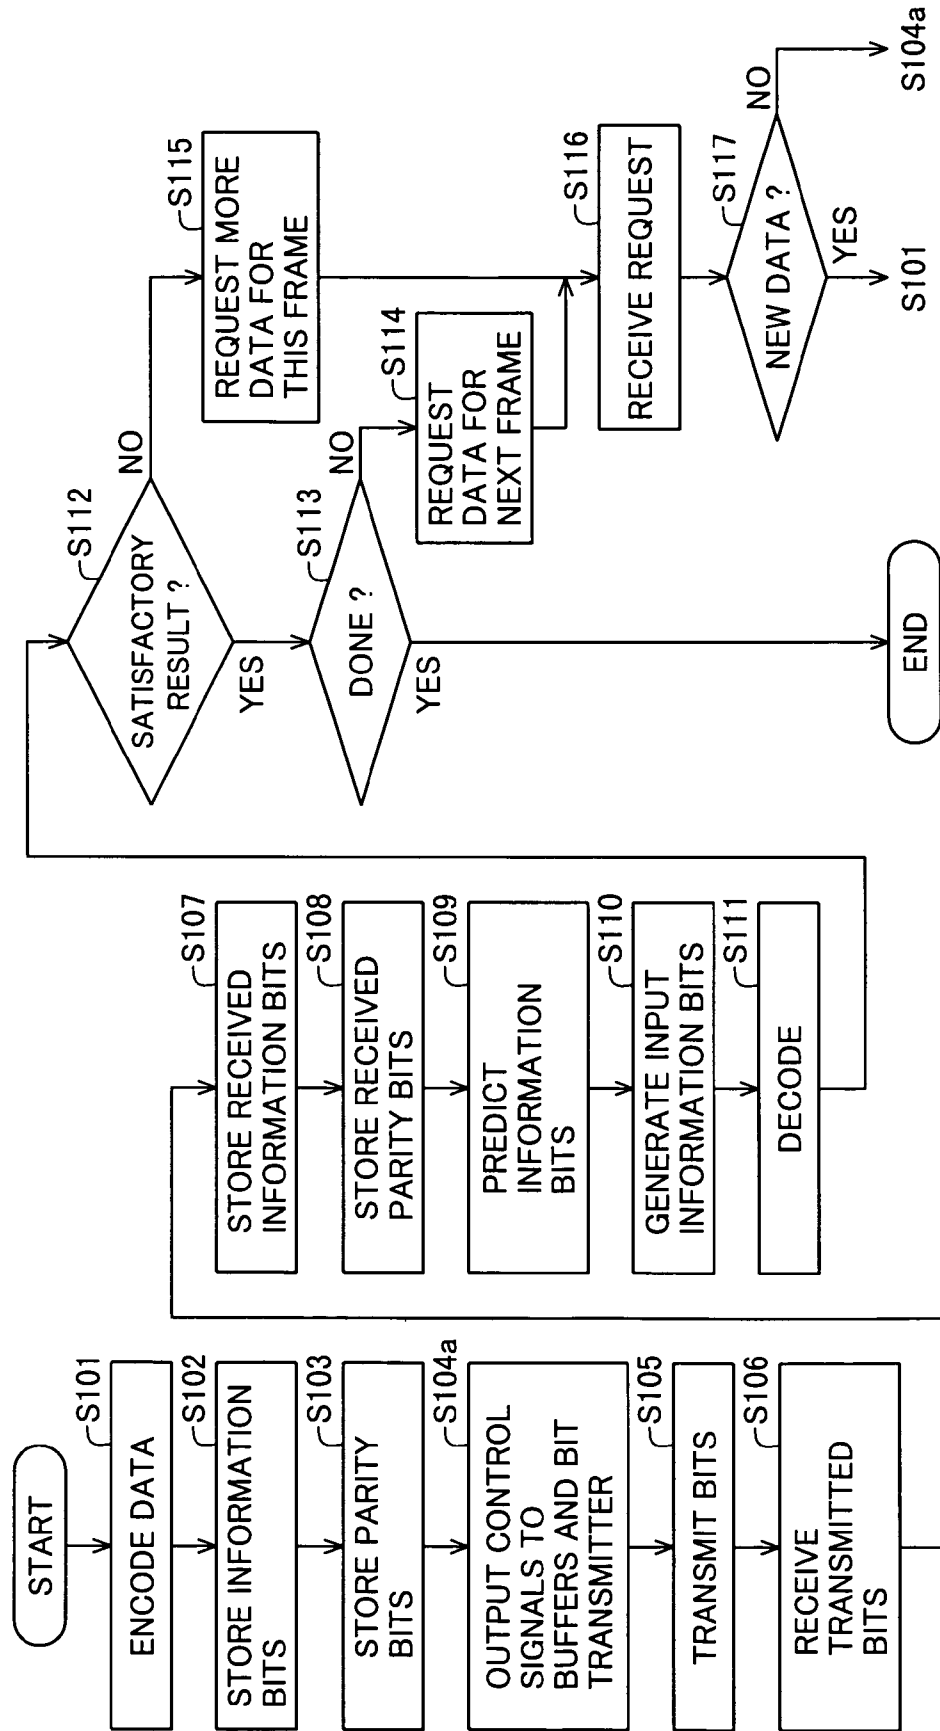 START
S101
ENCODE DATA
S102
STORE INFORMATION
BITS
S103
STORE PARITY
BITS
S104a
OUTPUT CONTROL
SIGNALS TO
BUFFERS AND BIT
TRANSMITTER
S105
TRANSMIT BITS
S106
RECEIVE
TRANSMITTED
BITS
S107
STORE RECEIVED
INFORMATION BITS
S108
STORE RECEIVED
PARITY BITS
S109
PREDICT
INFORMATION
BITS
S110
GENERATE INPUT
INFORMATION BITS
S111
DECODE
S112
SATISFACTORY
RESULT ?
NO
YES
S113
DONE ?
NO
YES
S114
REQUEST
DATA FOR
NEXT FRAME
S115
REQUEST MORE
DATA FOR
THIS FRAME
S116
RECEIVE REQUEST
S117
NEW DATA ?
NO
YES
END
S101
S104a